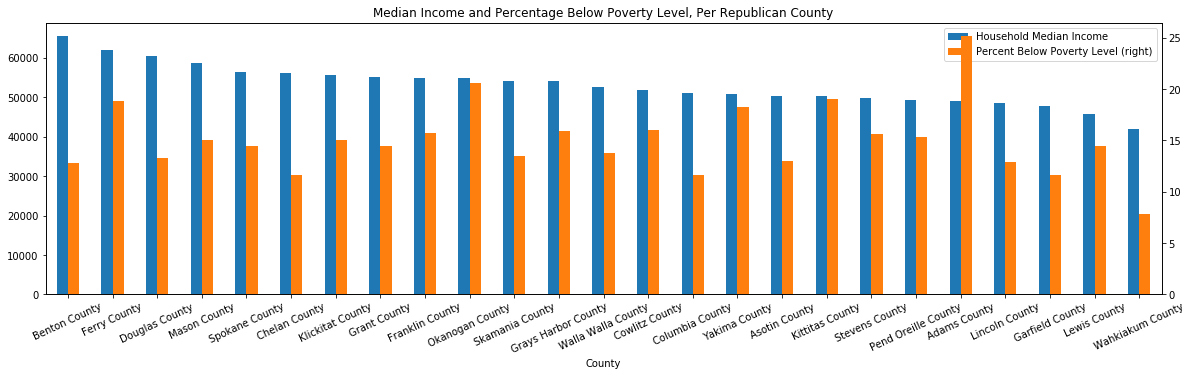 Median Income and Percentage Below Poverty Level, Per Republican County
Household Median Income
Percent Below Poverty Level (right)
60000
50000
40000
30000
20000
10000
0
25
20
15
10
5
0
Benton County
Ferry County
Douglas County
Mason County
Spokane County
Chelan County
Klickitat County
Grant County
Franklin County
Okanogan County
Skamania County
Grays Harbor County
Walla Walla County
Cowlitz County
Columbia County
Yakima County
Asotin County
Kittitas County
Stevens County
Pend Oreille County
Adams County
Lincoln County
Garfield County
Lewis County
Wahkiakum County
County